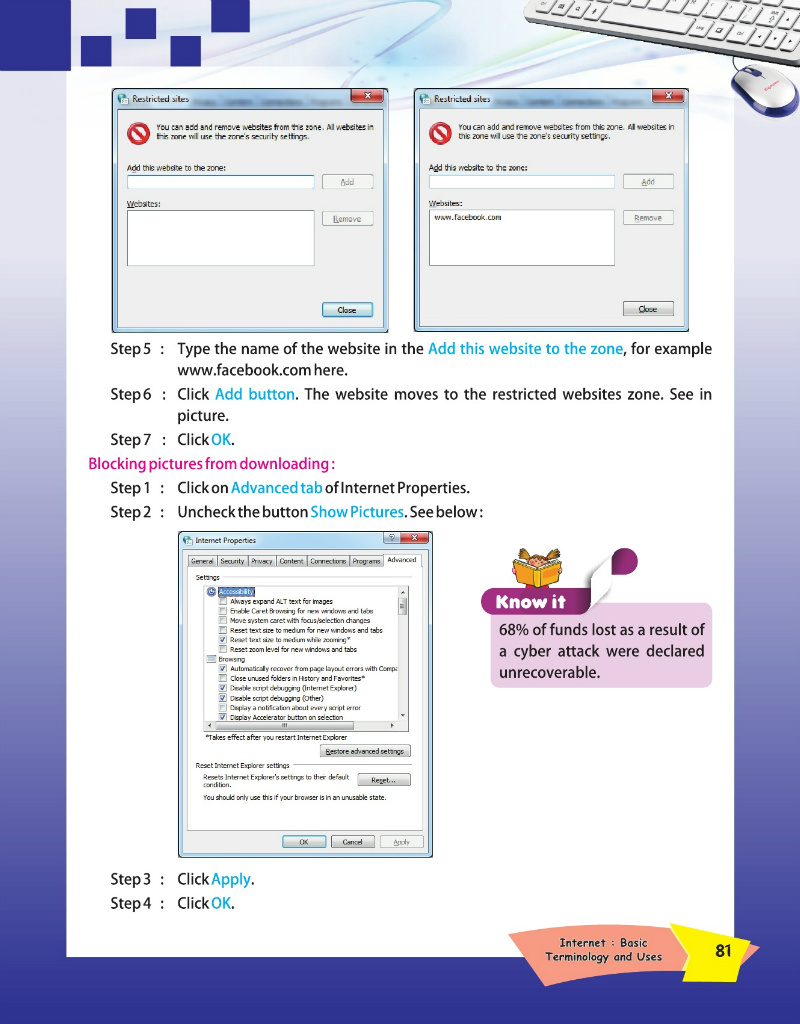 Restricted sites
You can add and remove websites from this zone. All websites in
this zone will use the zone's security settings.
Add this website to the zone:
Add
Websites:
Remove
Close
Restricted sites
You can add and remove websites from this zone. All websites in
this zone will use the zone's security settings.
Add this website to the zone:
Add
Websites:
www.facebook.com
Remove
Close
Step 5 : Type the name of the website in the Add this website to the zone, for example
www.facebook.com here.
Step 6 : Click Add button. The website moves to the restricted websites zone. See in
picture.
Step 7 : Click OK.
Blocking pictures from downloading :
Step 1 : Click on Advanced tab of Internet Properties.
Step 2 : Uncheck the button Show Pictures. See below :
Internet Properties
General Security Privacy Content Connections Programs Advanced
Settings
Accessibility
Always expand ALT text for images
Enable Caret Browsing for new windows and tabs
Move system caret with focus/selection changes
Reset text size to medium for new windows and tabs
Reset text size to medium while zooming*
Reset zoom level for new windows and tabs
Browsing
Automatically recover from page layout errors with Compa
Close unused folders in History and Favorites*
Disable script debugging (Internet Explorer)
Disable script debugging (Other)
Display a notification about every script error
Display Accelerator button on selection
*Takes effect after you restart Internet Explorer
Restore advanced settings
Reset Internet Explorer settings
Resets Internet Explorer's settings to their default
condition.
Reset...
You should only use this if your browser is in an unusable state.
OK Cancel Apply
Know it
68% of funds lost as a result of
a cyber attack were declared
unrecoverable.
Step 3 : Click Apply.
Step 4 : Click OK.
Internet : Basic
Terminology and Uses
81